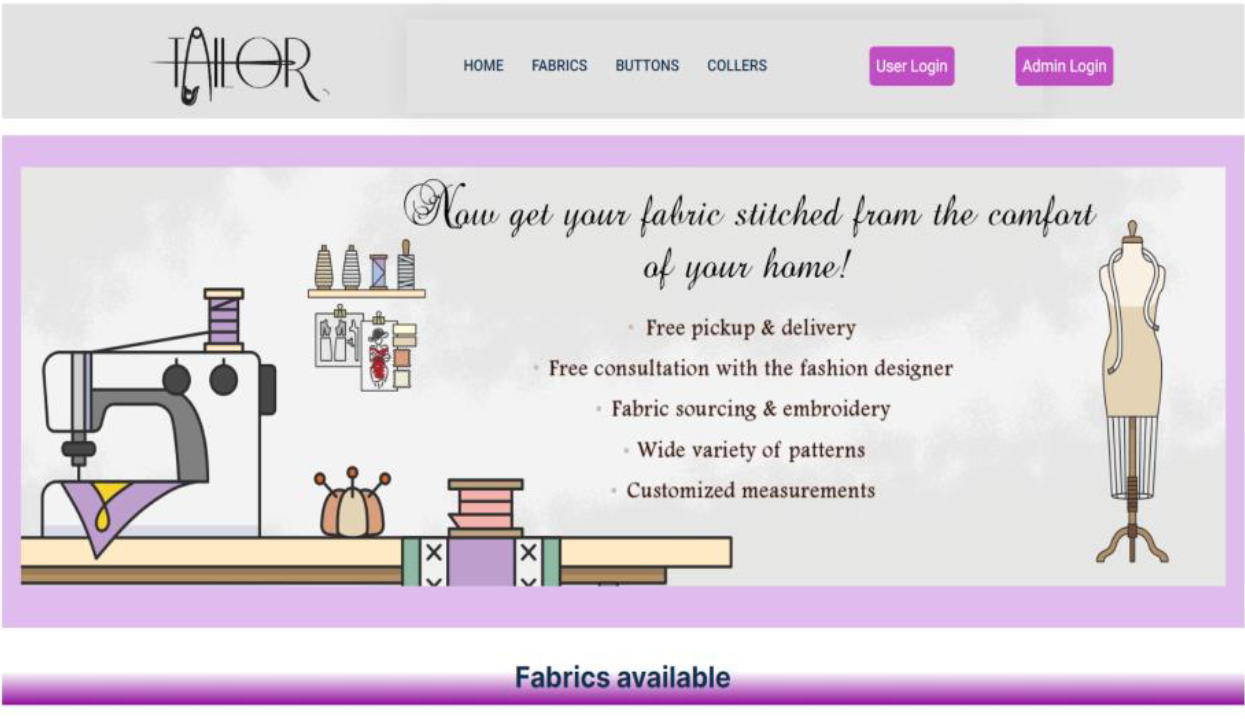 TAILOR
HOME FABRICS BUTTONS COLLERS User Login Admin Login
Now get your fabric stitched from the comfort
of your home!
Free pickup & delivery
Free consultation with the fashion designer
Fabric sourcing & embroidery
Wide variety of patterns
Customized measurements
Fabrics available